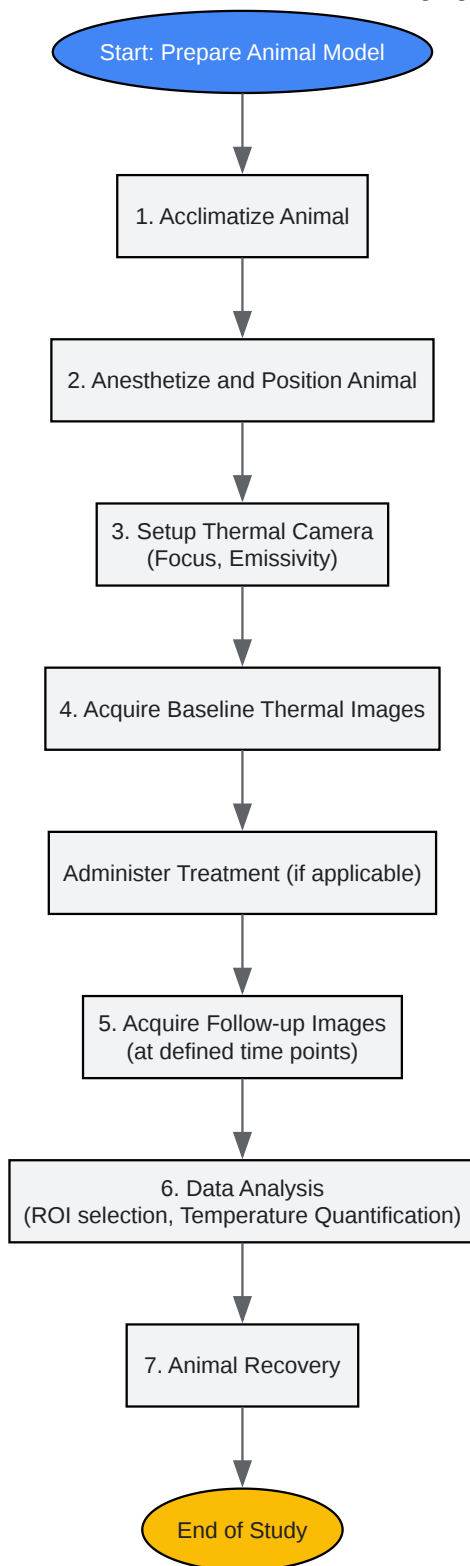 Start: Prepare Animal Model
1. Acclimatize Animal
2. Anesthetize and Position Animal
3. Setup Thermal Camera
(Focus, Emissivity)
4. Acquire Baseline Thermal Images
Administer Treatment (if applicable)
5. Acquire Follow-up Images
(at defined time points)
6. Data Analysis
(ROI selection, Temperature Quantification)
7. Animal Recovery
End of Study